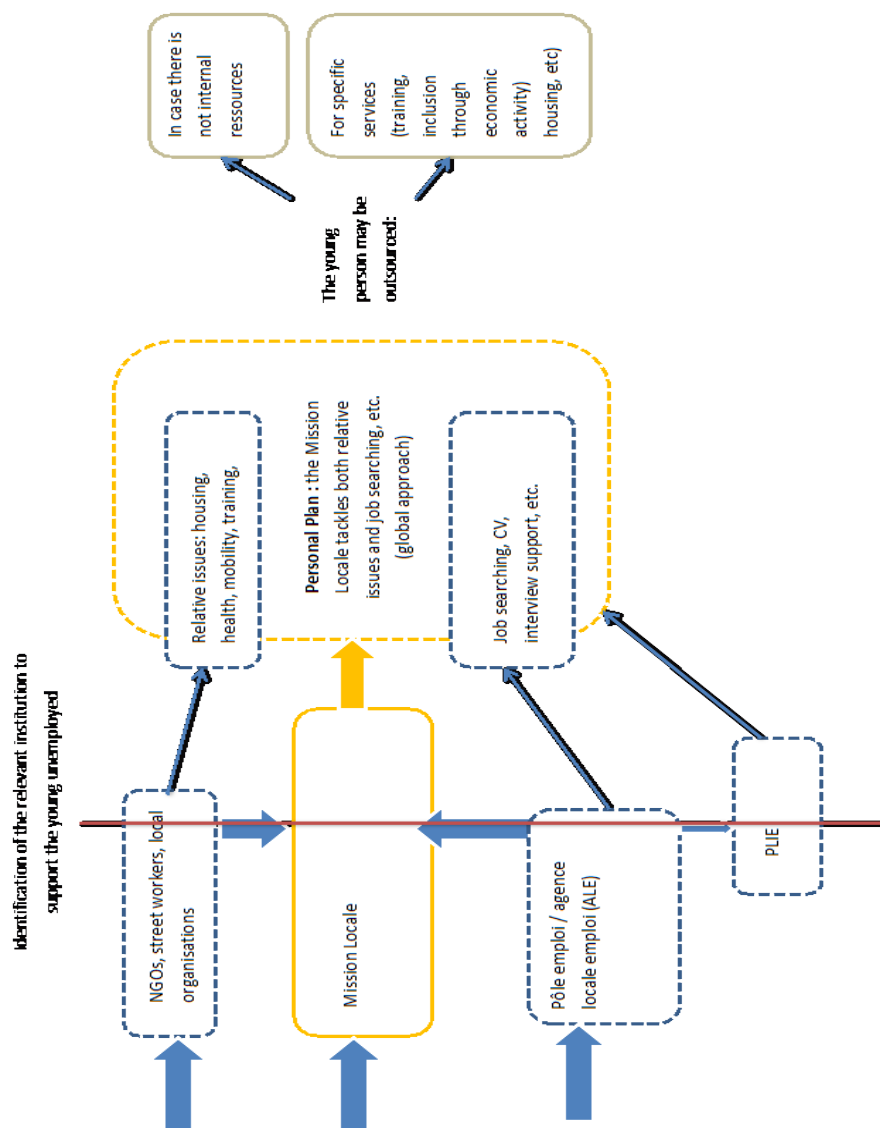 Identification of the relevant institution to
support the young unemployed
NGOs, street workers, local
organisations
Mission Locale
Pôle emploi / agence
locale emploi (ALE)
PLIE
Relative issues: housing,
health, mobility, training,
Personal Plan : the Mission
Locale tackles both relative
issues and job searching, etc.
(global approach)
Job searching, CV,
interview support, etc.
The young
person may be
outsourced:
In case there is
not internal
ressources
For specific
services
(training,
inclusion
through
economic
activity)
housing, etc)